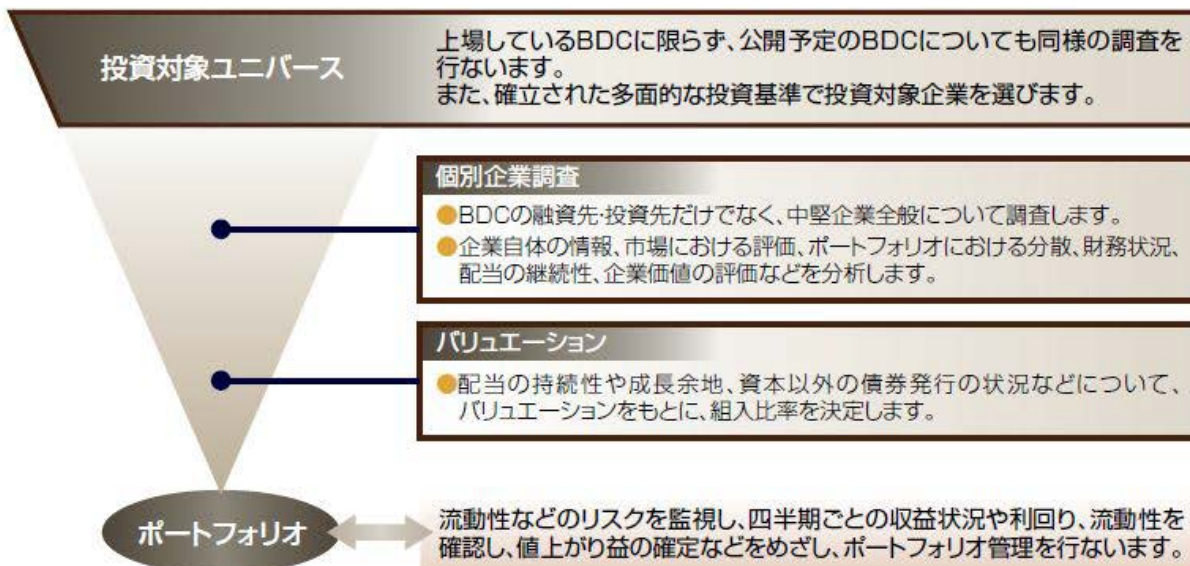 投資対象ユニバース
上場しているBDCに限らず、公開予定のBDCについても同様の調査を
行ないます。
また、確立された多面的な投資基準で投資対象企業を選びます。
個別企業調査
●BDCの融資先・投資先だけでなく、中堅企業全般について調査します。
●企業自体の情報、市場における評価、ポートフォリオにおける分散、財務状況、
配当の継続性、企業価値の評価などを分析します。
バリュエーション
●配当の持続性や成長余地、資本以外の債券発行の状況などについて、
バリュエーションをもとに、組入比率を決定します。
ポートフォリオ
流動性などのリスクを監視し、四半期ごとの収益状況や利回り、流動性を
確認し、値上がり益の確定などをめざし、ポートフォリオ管理を行ないます。